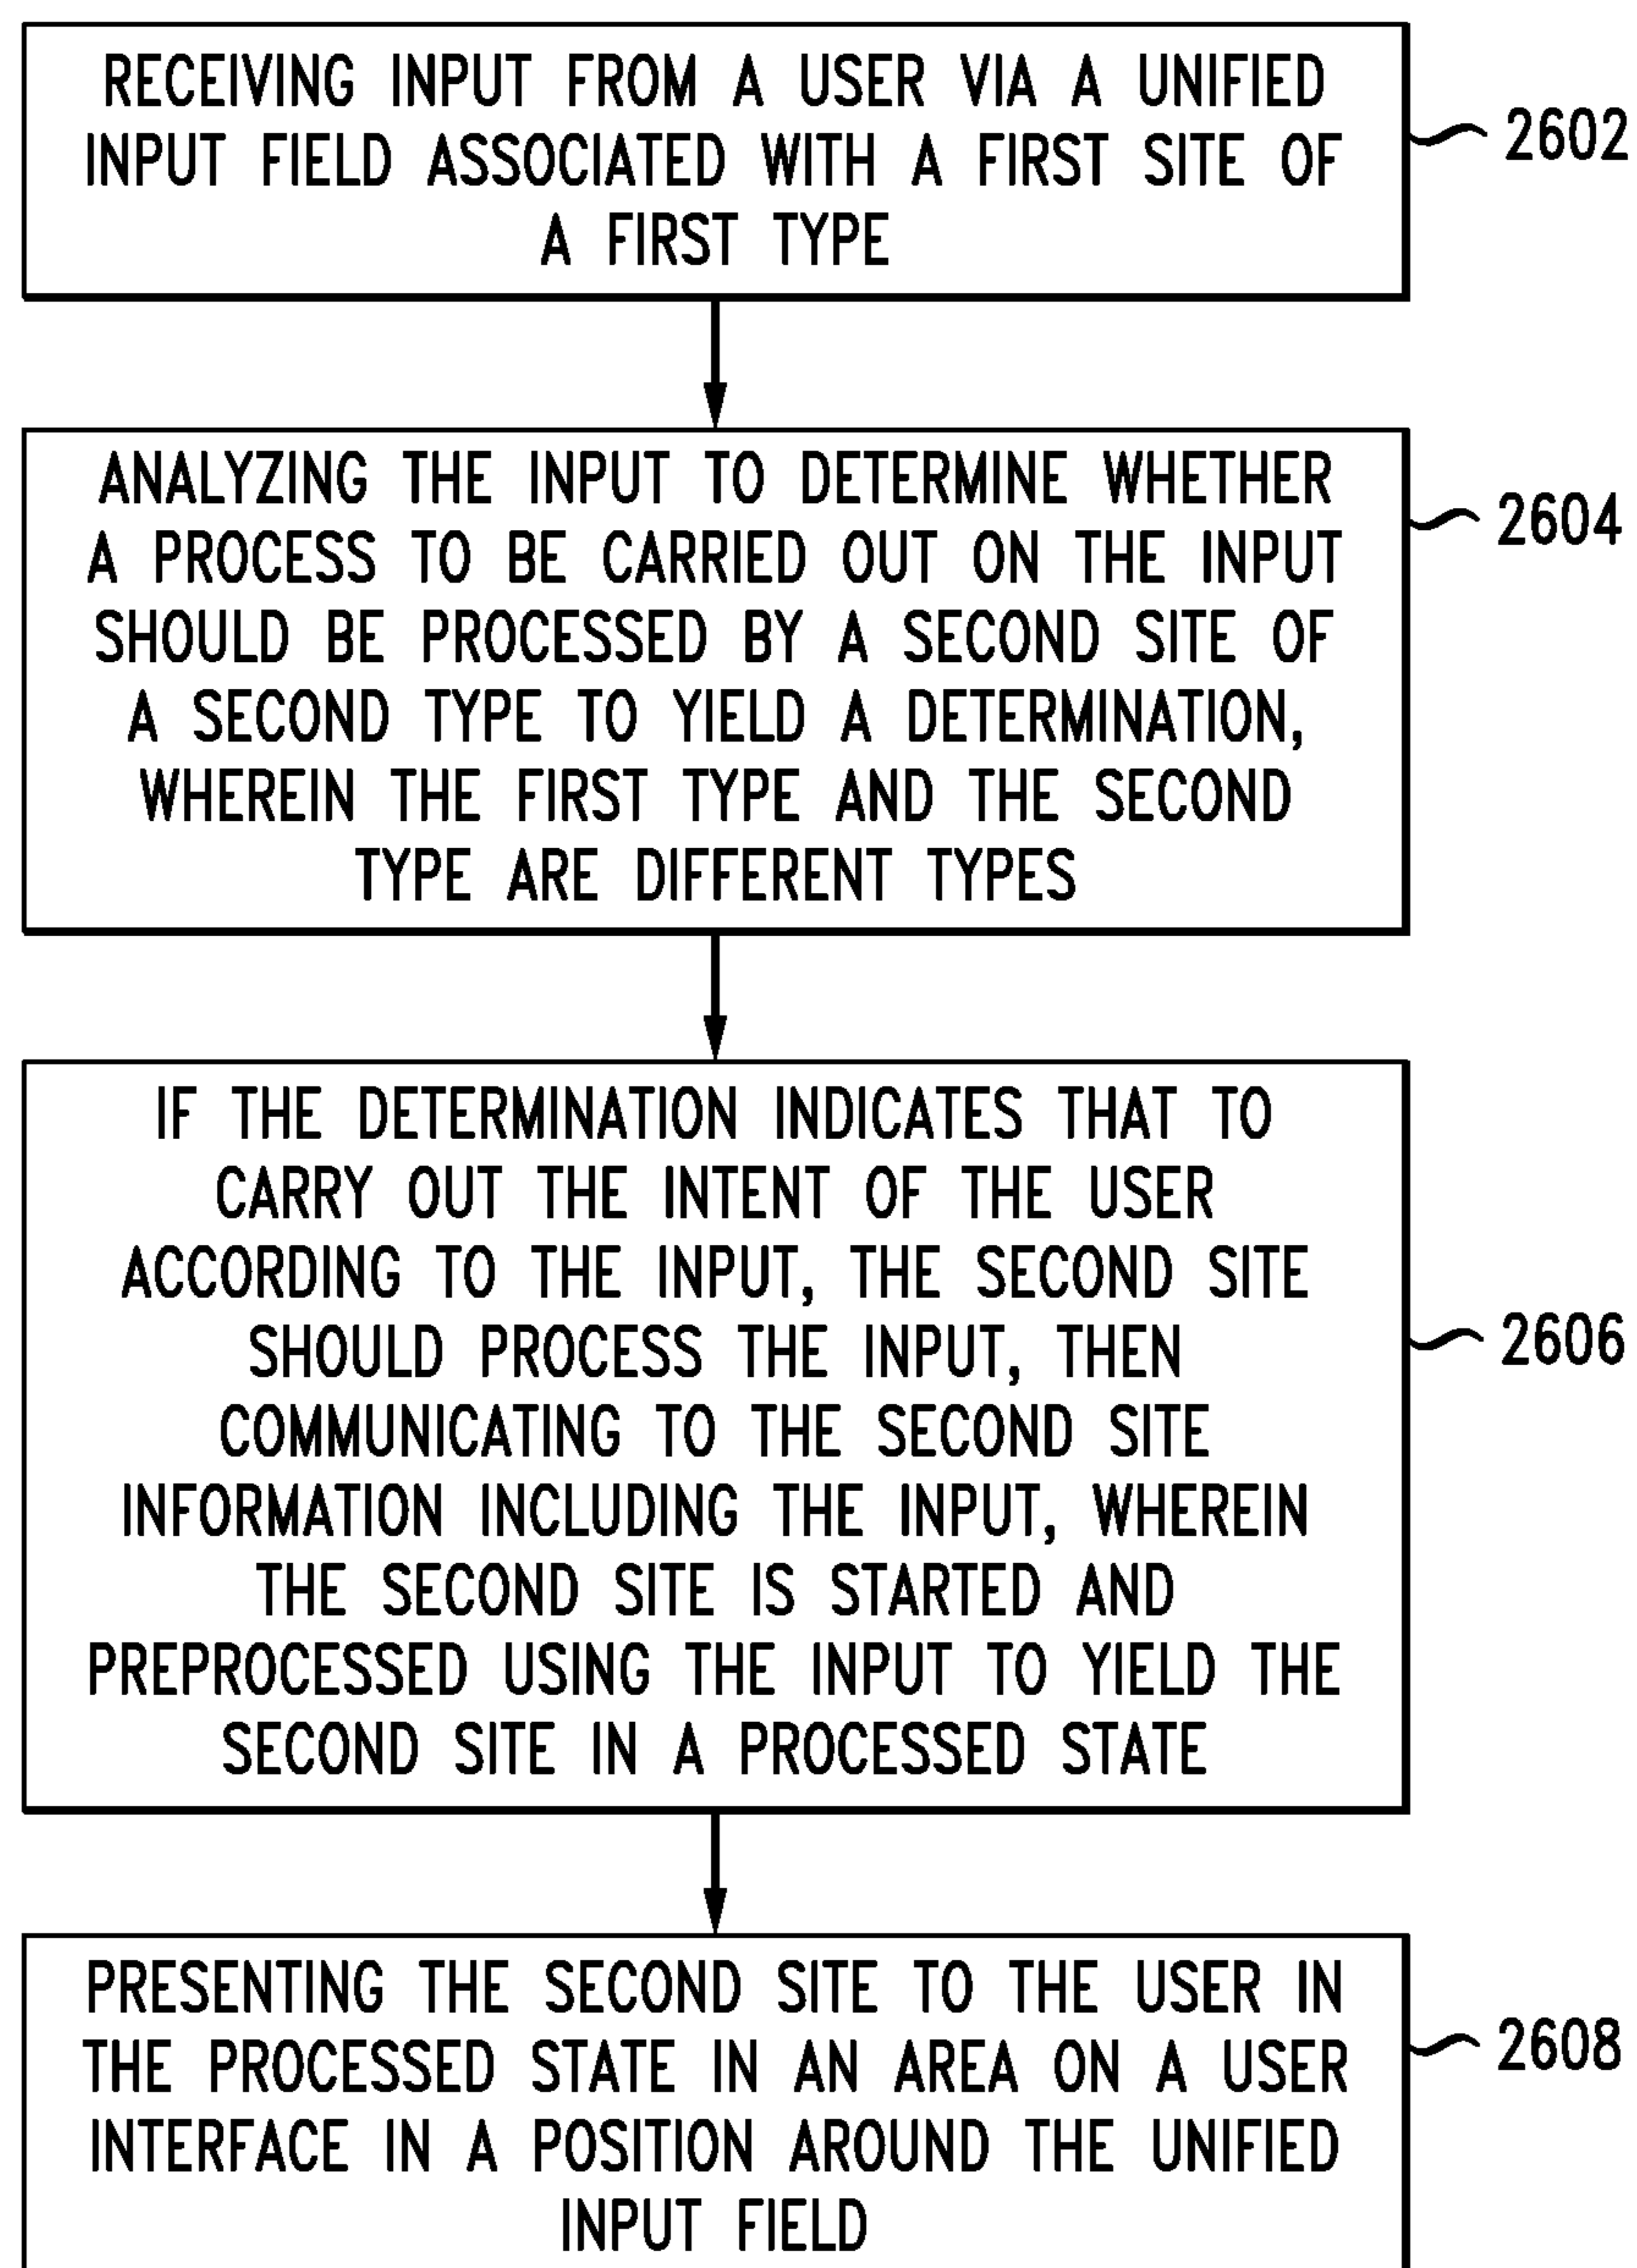 RECEIVING INPUT FROM A USER VIA A UNIFIED
INPUT FIELD ASSOCIATED WITH A FIRST SITE OF
A FIRST TYPE
2602
ANALYZING THE INPUT TO DETERMINE WHETHER
A PROCESS TO BE CARRIED OUT ON THE INPUT
SHOULD BE PROCESSED BY A SECOND SITE OF
A SECOND TYPE TO YIELD A DETERMINATION,
WHEREIN THE FIRST TYPE AND THE SECOND
TYPE ARE DIFFERENT TYPES
2604
IF THE DETERMINATION INDICATES THAT TO
CARRY OUT THE INTENT OF THE USER
ACCORDING TO THE INPUT, THE SECOND SITE
SHOULD PROCESS THE INPUT, THEN
COMMUNICATING TO THE SECOND SITE
INFORMATION INCLUDING THE INPUT, WHEREIN
THE SECOND SITE IS STARTED AND
PREPROCESSED USING THE INPUT TO YIELD THE
SECOND SITE IN A PROCESSED STATE
2606
PRESENTING THE SECOND SITE TO THE USER IN
THE PROCESSED STATE IN AN AREA ON A USER
INTERFACE IN A POSITION AROUND THE UNIFIED
INPUT FIELD
2608